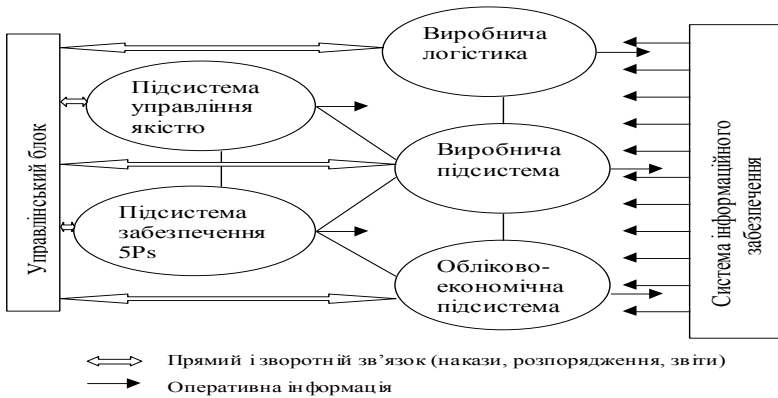 Управлінський блок
Виробнича
логістика
Підсистема
управління
якістю
Виробнича
підсистема
Підсистема
забезпечення
5Ps
Обліково-
економічна
підсистема
Система інформаційного
забезпечення
Прямий і зворотній зв’язок (накази, розпорядження, звіти)
Оперативна інформація